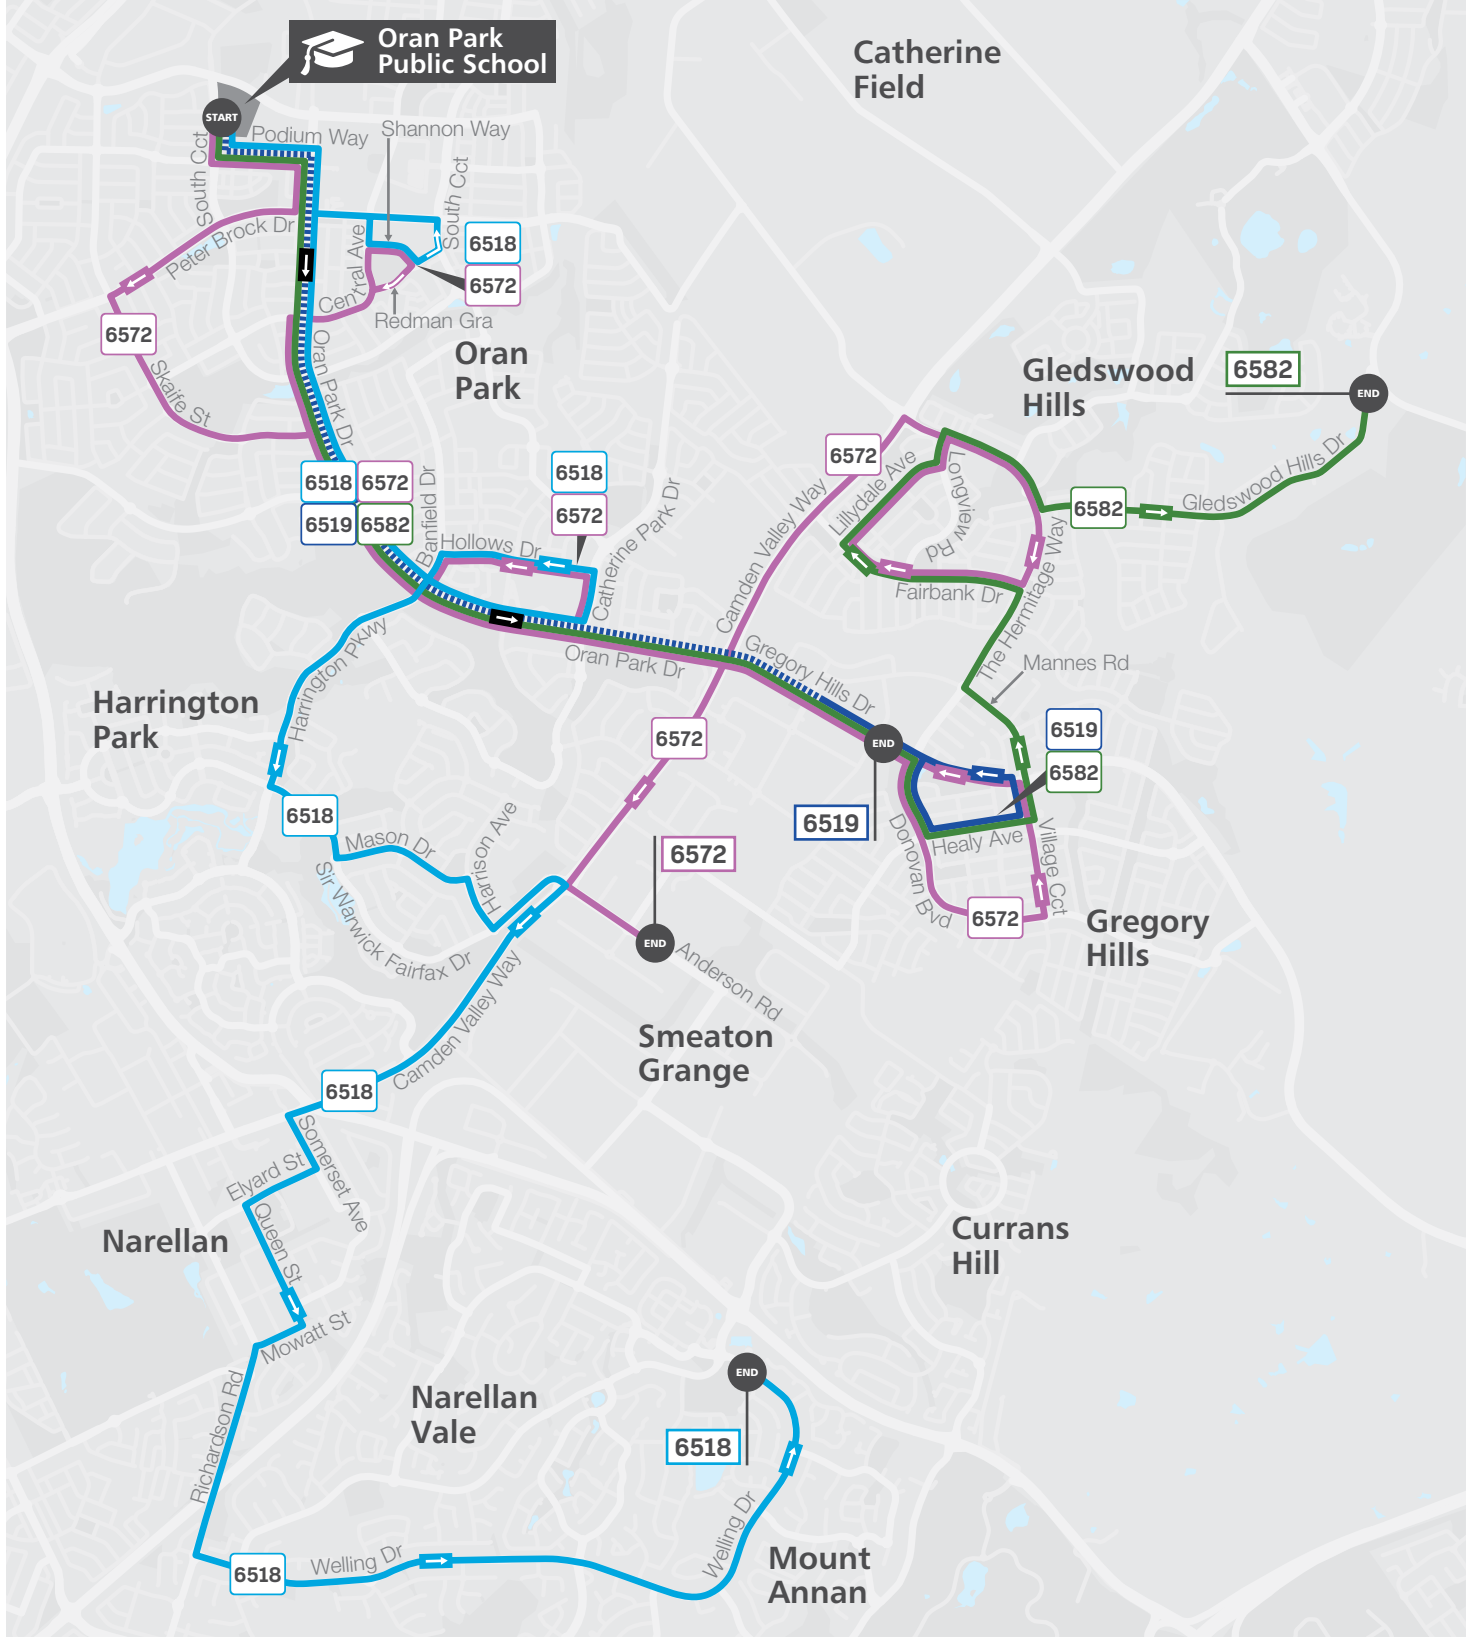 Oran Park
Public School
Catherine
Field
START
Podium Way
Shannon Way
South Cct
South Cct
Peter Brock Dr
Central Ave
6518
6572
Central
Redman Gra
6572
Oran Park Dr
Oran
Park
Skaife St
Gledswood
Hills
6582
END
6518
6572
6519
6582
Banfield Dr
6518
6572
Hollows Dr
Catherine Park Dr
6572
Lillydale Ave
Longview Rd
Camden Valley Way
6582
Gledswood Hills Dr
Fairbank Dr
The Hermitage Way
Oran Park Dr
Gregory Hills Dr
Mannes Rd
Harrington Pkwy
Harrington
Park
6572
END
6519
6582
6519
6518
Mason Dr
Harrison Ave
Sir Warwick Fairfax Dr
6572
END
Anderson Rd
Donovan Bvd
Healy Ave
Village Cct
6572
Gregory
Hills
Camden Valley Way
Smeaton
Grange
6518
Somerset Ave
Elyard St
Queen St
Narellan
Mowatt St
Currans
Hill
Richardson Rd
Narellan
Vale
END
6518
Welling Dr
6518
Welling Dr
Mount
Annan